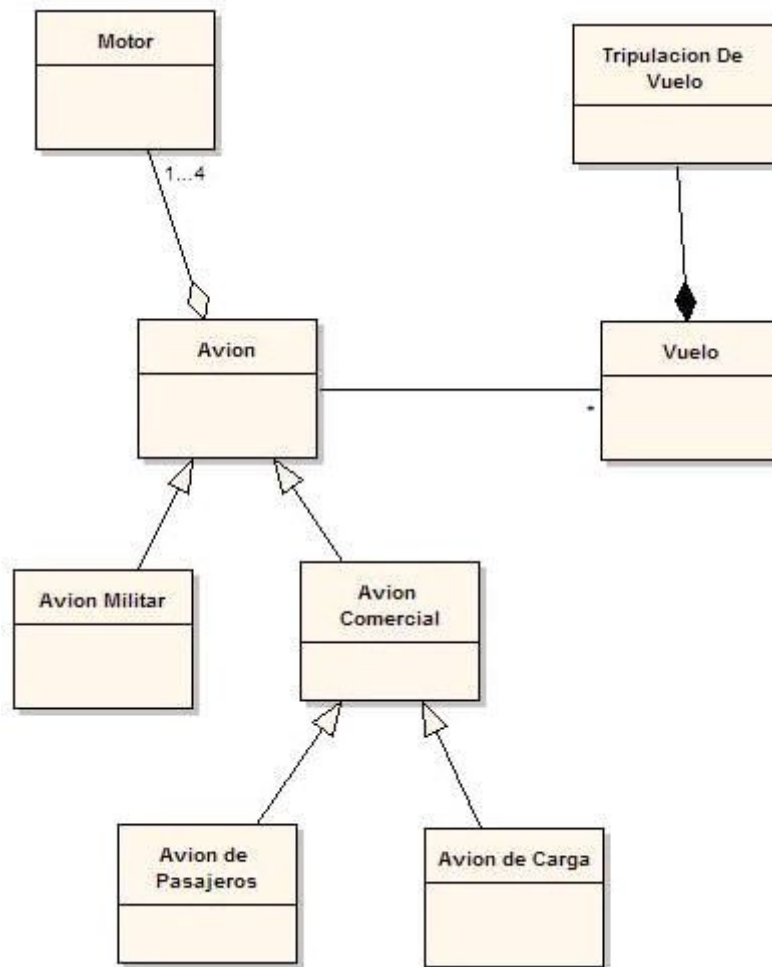 Motor
Tripulacion De
Vuelo
1...4
Avion
Vuelo
*
Avion Militar
Avion
Comercial
Avion de
Pasajeros
Avion de Carga